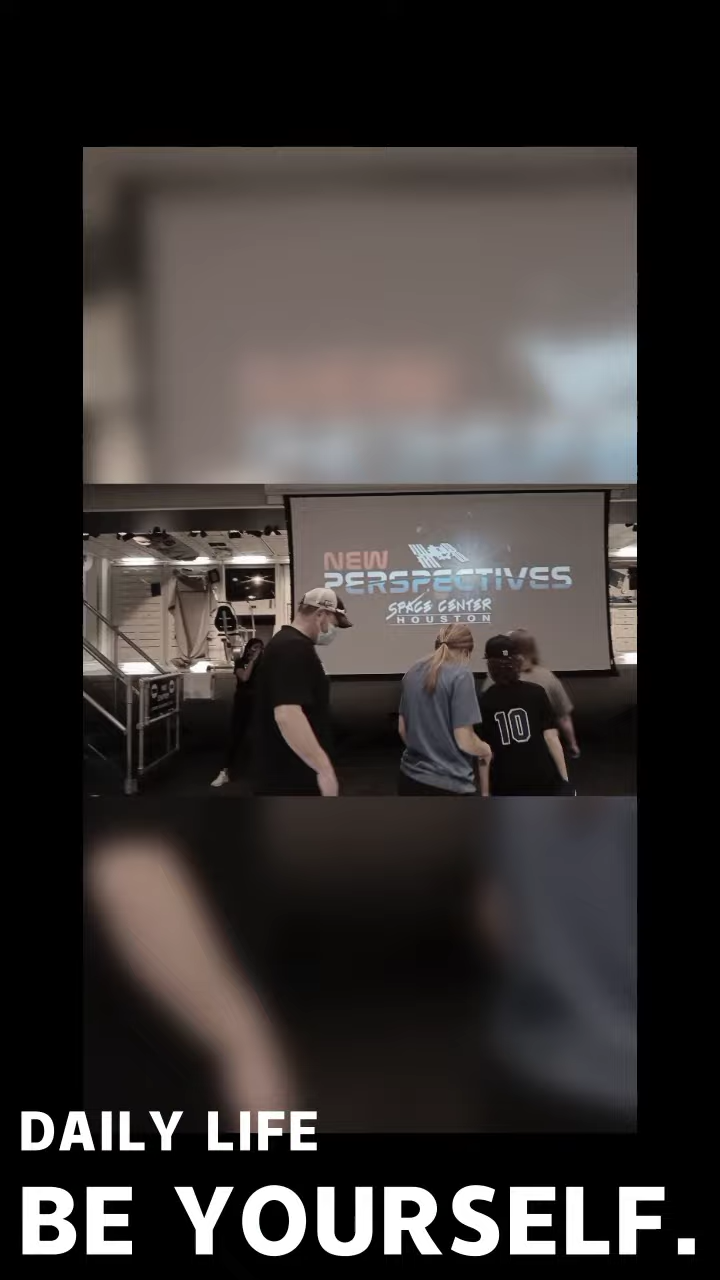 NEW
PERSPECTIVES
SPACE CENTER
HOUSTON
10
DAILY LIFE
BE YOURSELF.